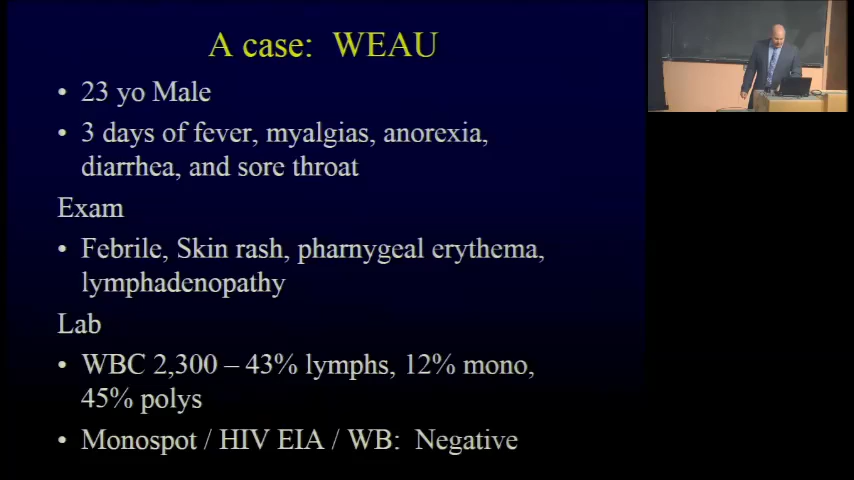 A case: WEAU
• 23 yo Male
• 3 days of fever, myalgias, anorexia,
diarrhea, and sore throat
Exam
• Febrile, Skin rash, pharnygeal erythema,
lymphadenopathy
Lab
• WBC 2,300 – 43% lymphs, 12% mono,
45% polys
• Monospot / HIV EIA / WB: Negative